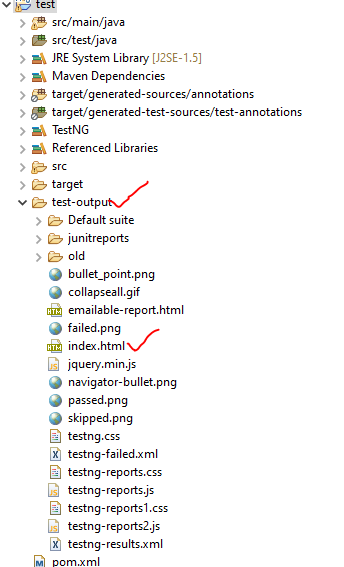 test
src/main/java
src/test/java
JRE System Library [J2SE-1.5]
Maven Dependencies
target/generated-sources/annotations
target/generated-test-sources/test-annotations
TestNG
Referenced Libraries
src
target
test-output
Default suite
junitreports
old
bullet_point.png
collapseall.gif
emailable-report.html
failed.png
index.html
jquery.min.js
navigator-bullet.png
passed.png
skipped.png
testng.css
testng-failed.xml
testng-reports.css
testng-reports.js
testng-reports1.css
testng-reports2.js
testng-results.xml
pom.xml